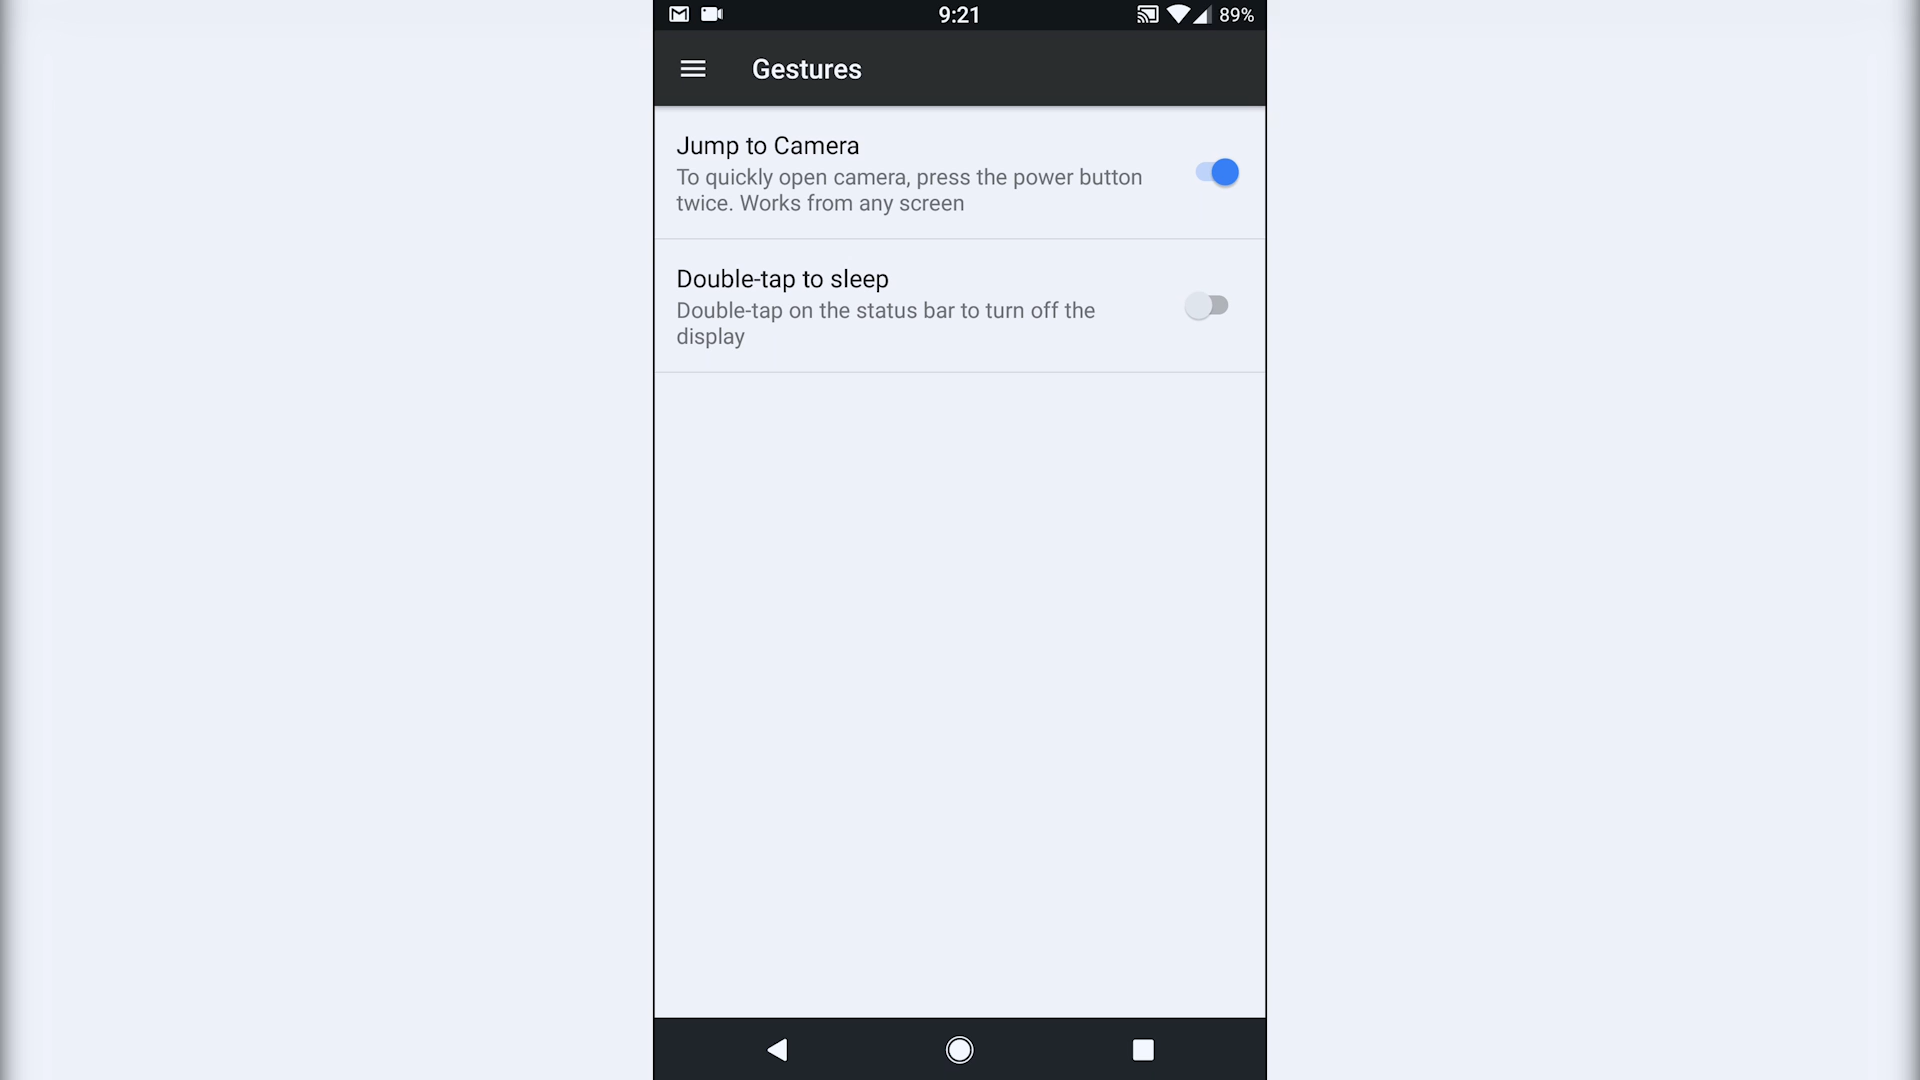 9:21
89%
Gestures
Jump to Camera
To quickly open camera, press the power button
twice. Works from any screen
Double-tap to sleep
Double-tap on the status bar to turn off the
display